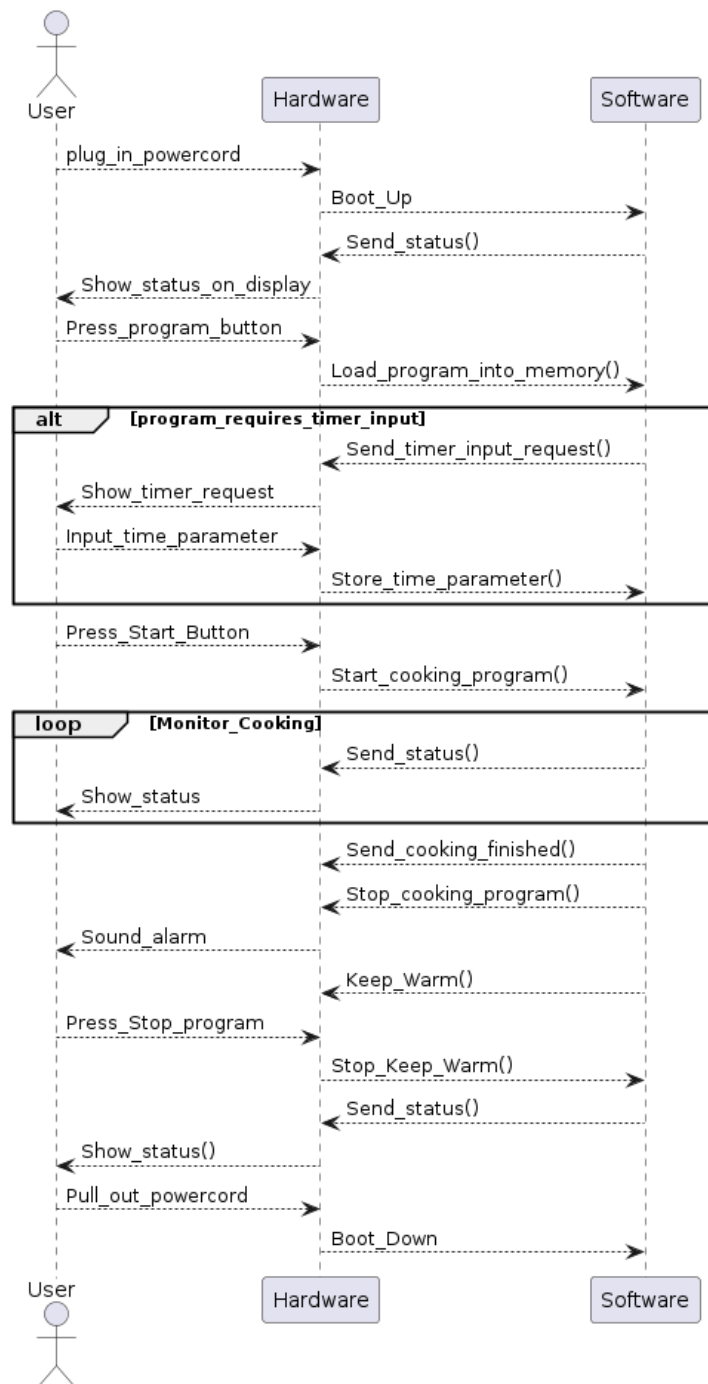 User
Hardware
Software
plug_in_powercord
Boot_Up
Send_status()
Show_status_on_display
Press_program_button
Load_program_into_memory()
alt [program_requires_timer_input]
Send_timer_input_request()
Show_timer_request
Input_time_parameter
Store_time_parameter()
Press_Start_Button
Start_cooking_program()
loop [Monitor_Cooking]
Send_status()
Show_status
Send_cooking_finished()
Stop_cooking_program()
Sound_alarm
Keep_Warm()
Press_Stop_program
Stop_Keep_Warm()
Send_status()
Show_status()
Pull_out_powercord
Boot_Down
User
Hardware
Software